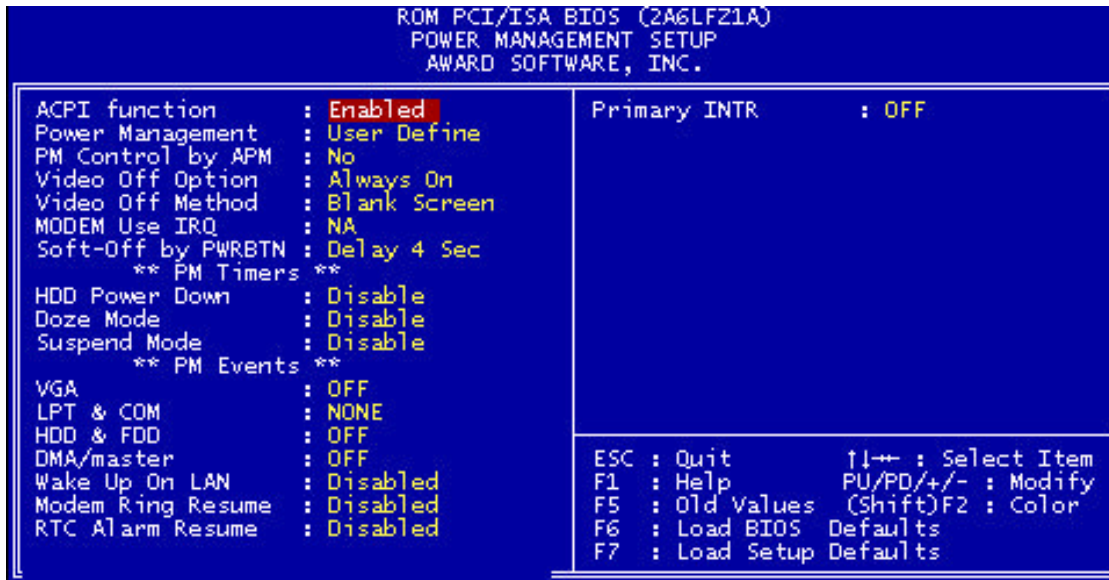 ROM PCI/ISA BIOS (2A6LFZ1A)
POWER MANAGEMENT SETUP
AWARD SOFTWARE, INC.
ACPI function : Enabled
Power Management : User Define
PM Control by APM : No
Video Off Option : Always On
Video Off Method : Blank Screen
MODEM Use IRQ : NA
Soft-Off by PWRBTN : Delay 4 Sec
** PM Timers **
HDD Power Down : Disable
Doze Mode : Disable
Suspend Mode : Disable
** PM Events **
VGA : OFF
LPT & COM : NONE
HDD & FDD : OFF
DMA/master : OFF
Wake Up On LAN : Disabled
Modem Ring Resume : Disabled
RTC Alarm Resume : Disabled
Primary INTR : OFF
ESC : Quit ↑↓→← : Select Item
F1 : Help PU/PD/+/- : Modify
F5 : Old Values (Shift)F2 : Color
F6 : Load BIOS Defaults
F7 : Load Setup Defaults